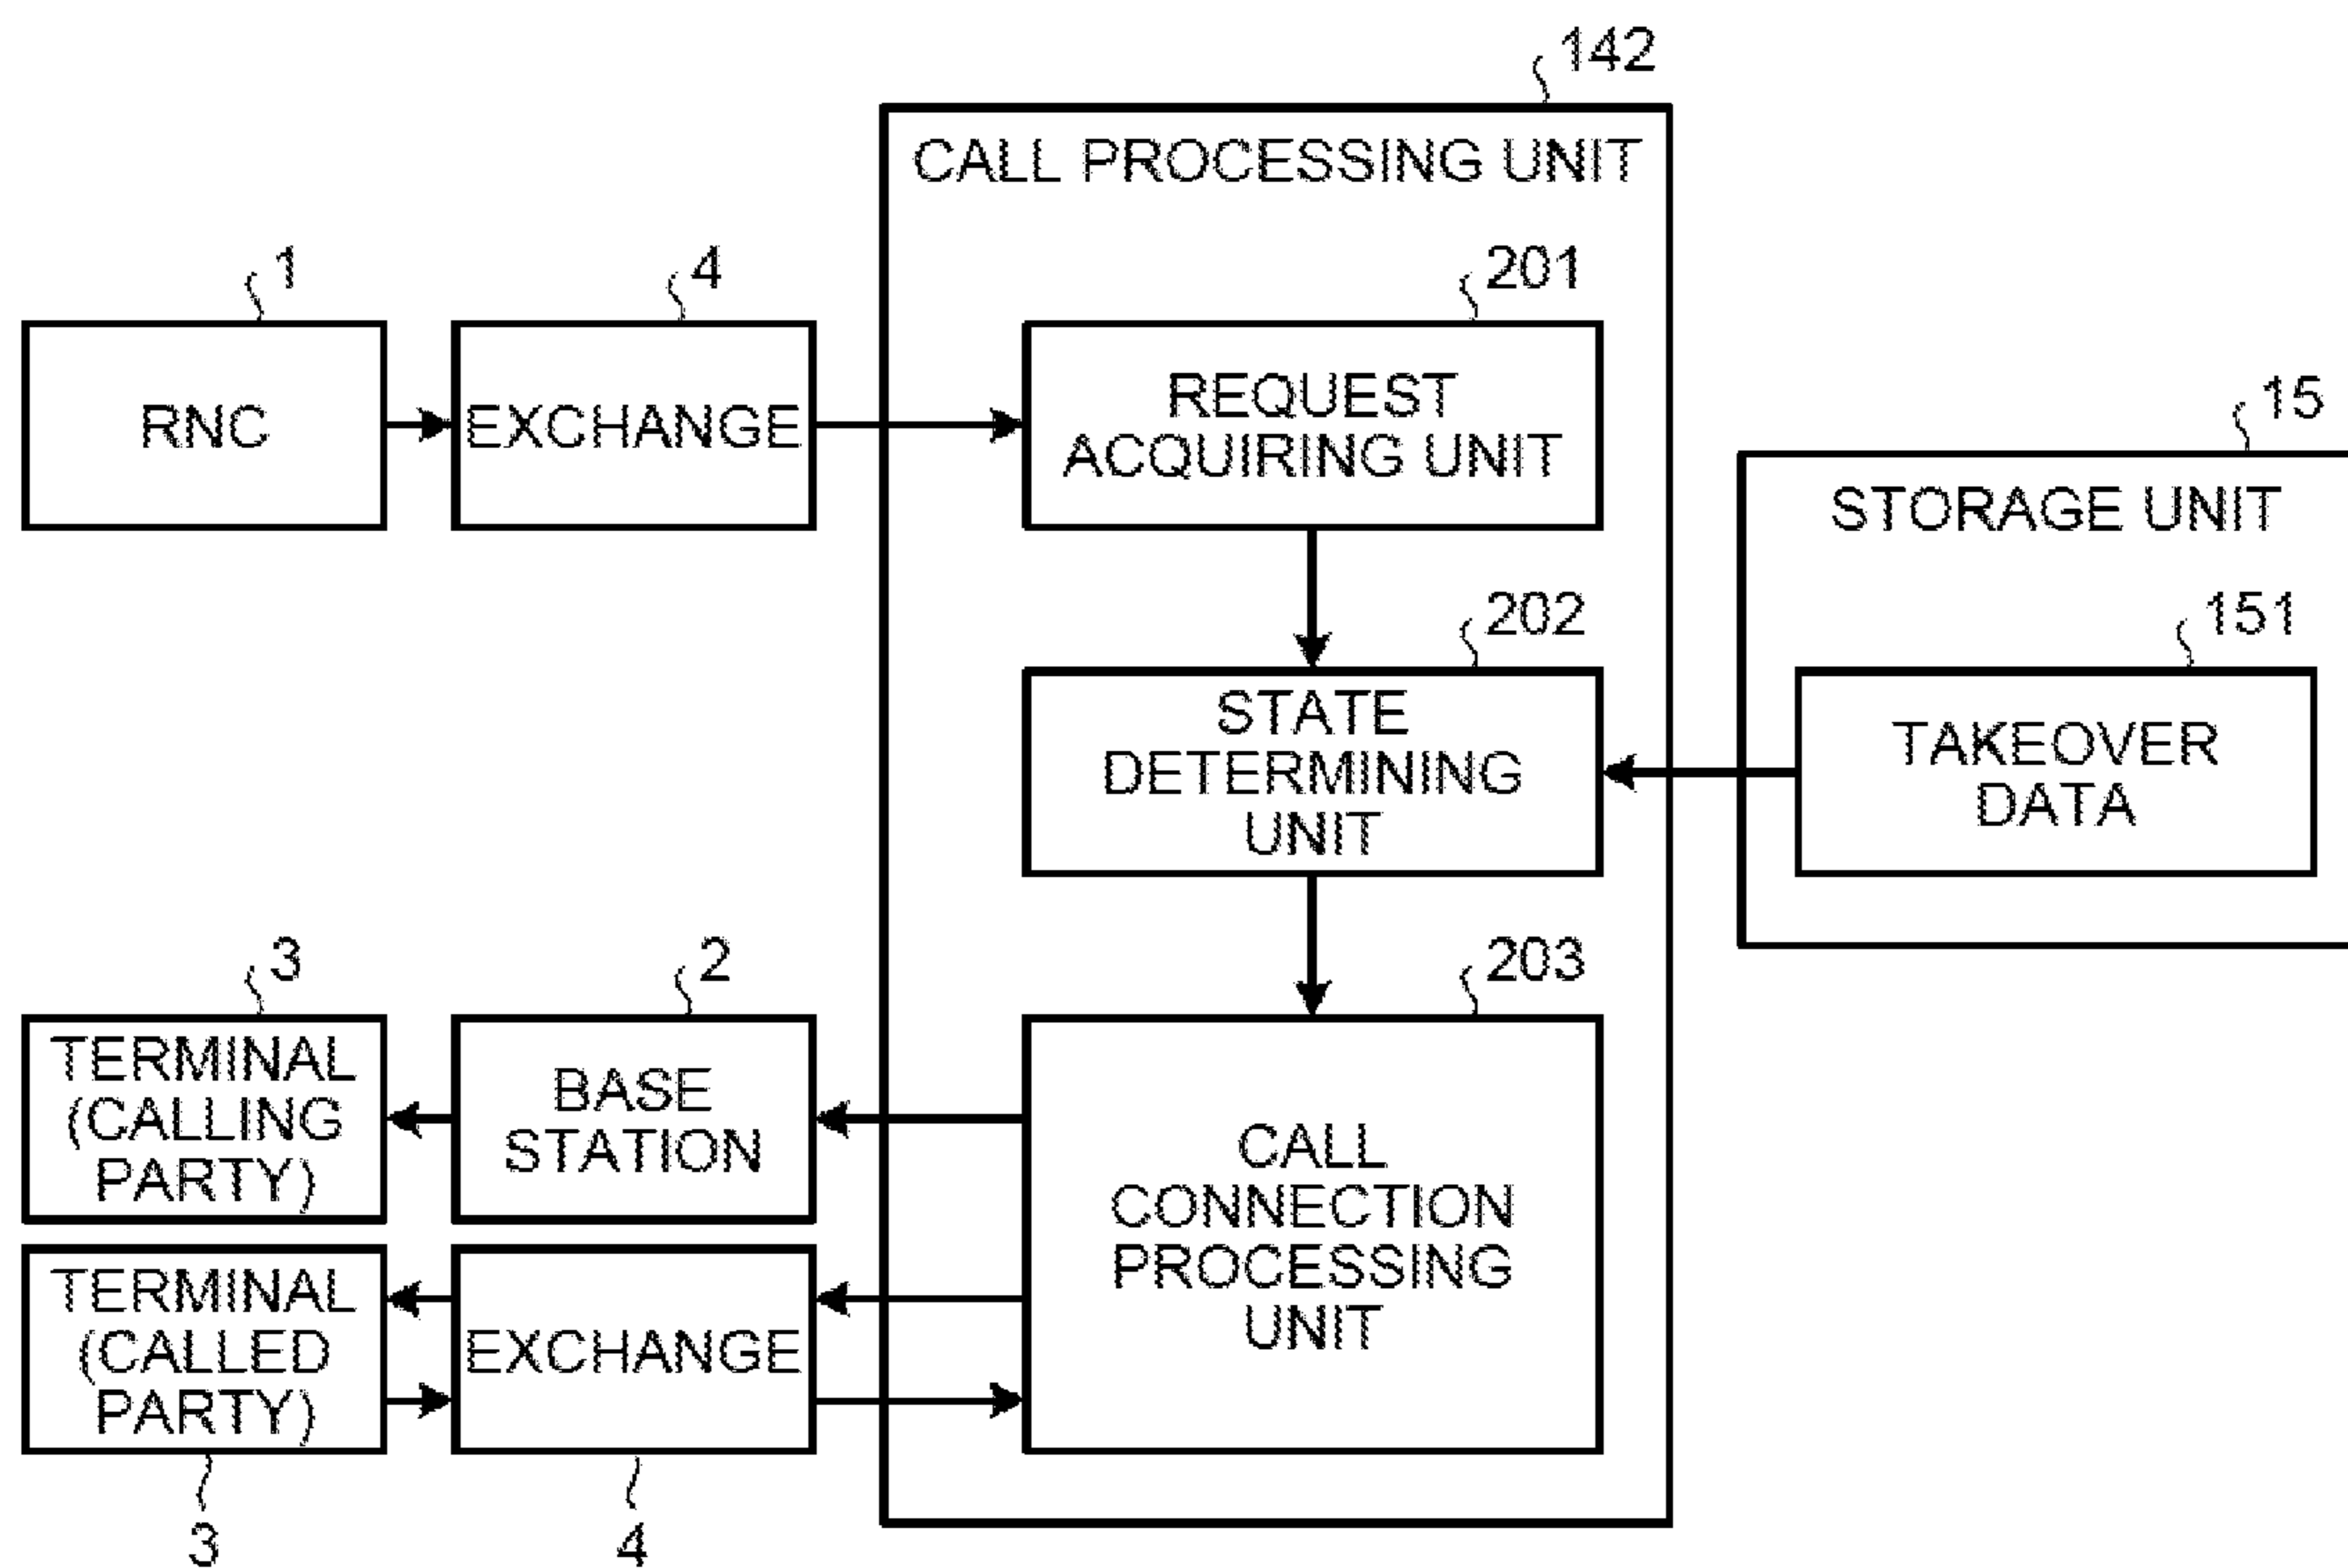 142
CALL PROCESSING UNIT
1
4
201
RNC
EXCHANGE
REQUEST
ACQUIRING UNIT
15
STORAGE UNIT
202
151
STATE
DETERMINING
UNIT
TAKEOVER
DATA
3
2
203
TERMINAL
(CALLING
PARTY)
BASE
STATION
CALL
CONNECTION
PROCESSING
UNIT
TERMINAL
(CALLED
PARTY)
EXCHANGE
3
4